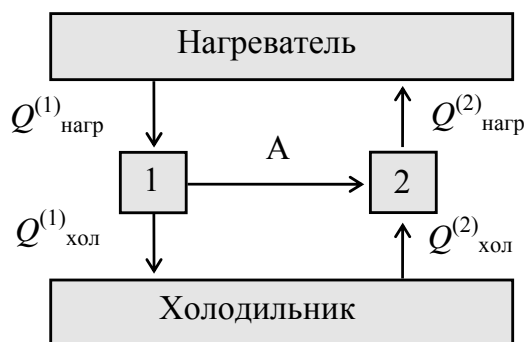 Нагреватель
Q⁽¹⁾нагр
Q⁽²⁾нагр
A
1
2
Q⁽¹⁾хол
Q⁽²⁾хол
Холодильник